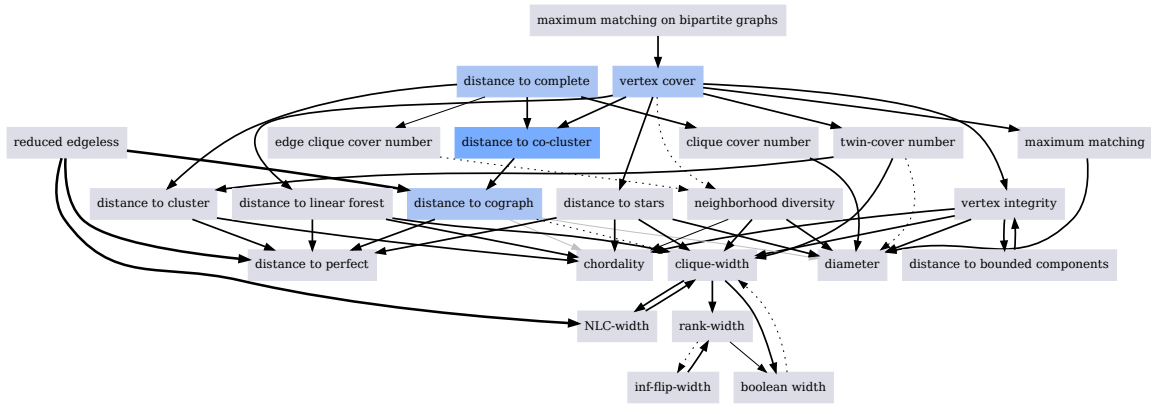 maximum matching on bipartite graphs
distance to complete
vertex cover
reduced edgeless
edge clique cover number
distance to co-cluster
clique cover number
twin-cover number
maximum matching
distance to cluster
distance to linear forest
distance to cograph
distance to stars
neighborhood diversity
vertex integrity
distance to perfect
chordality
clique-width
diameter
distance to bounded components
NLC-width
rank-width
inf-flip-width
boolean width